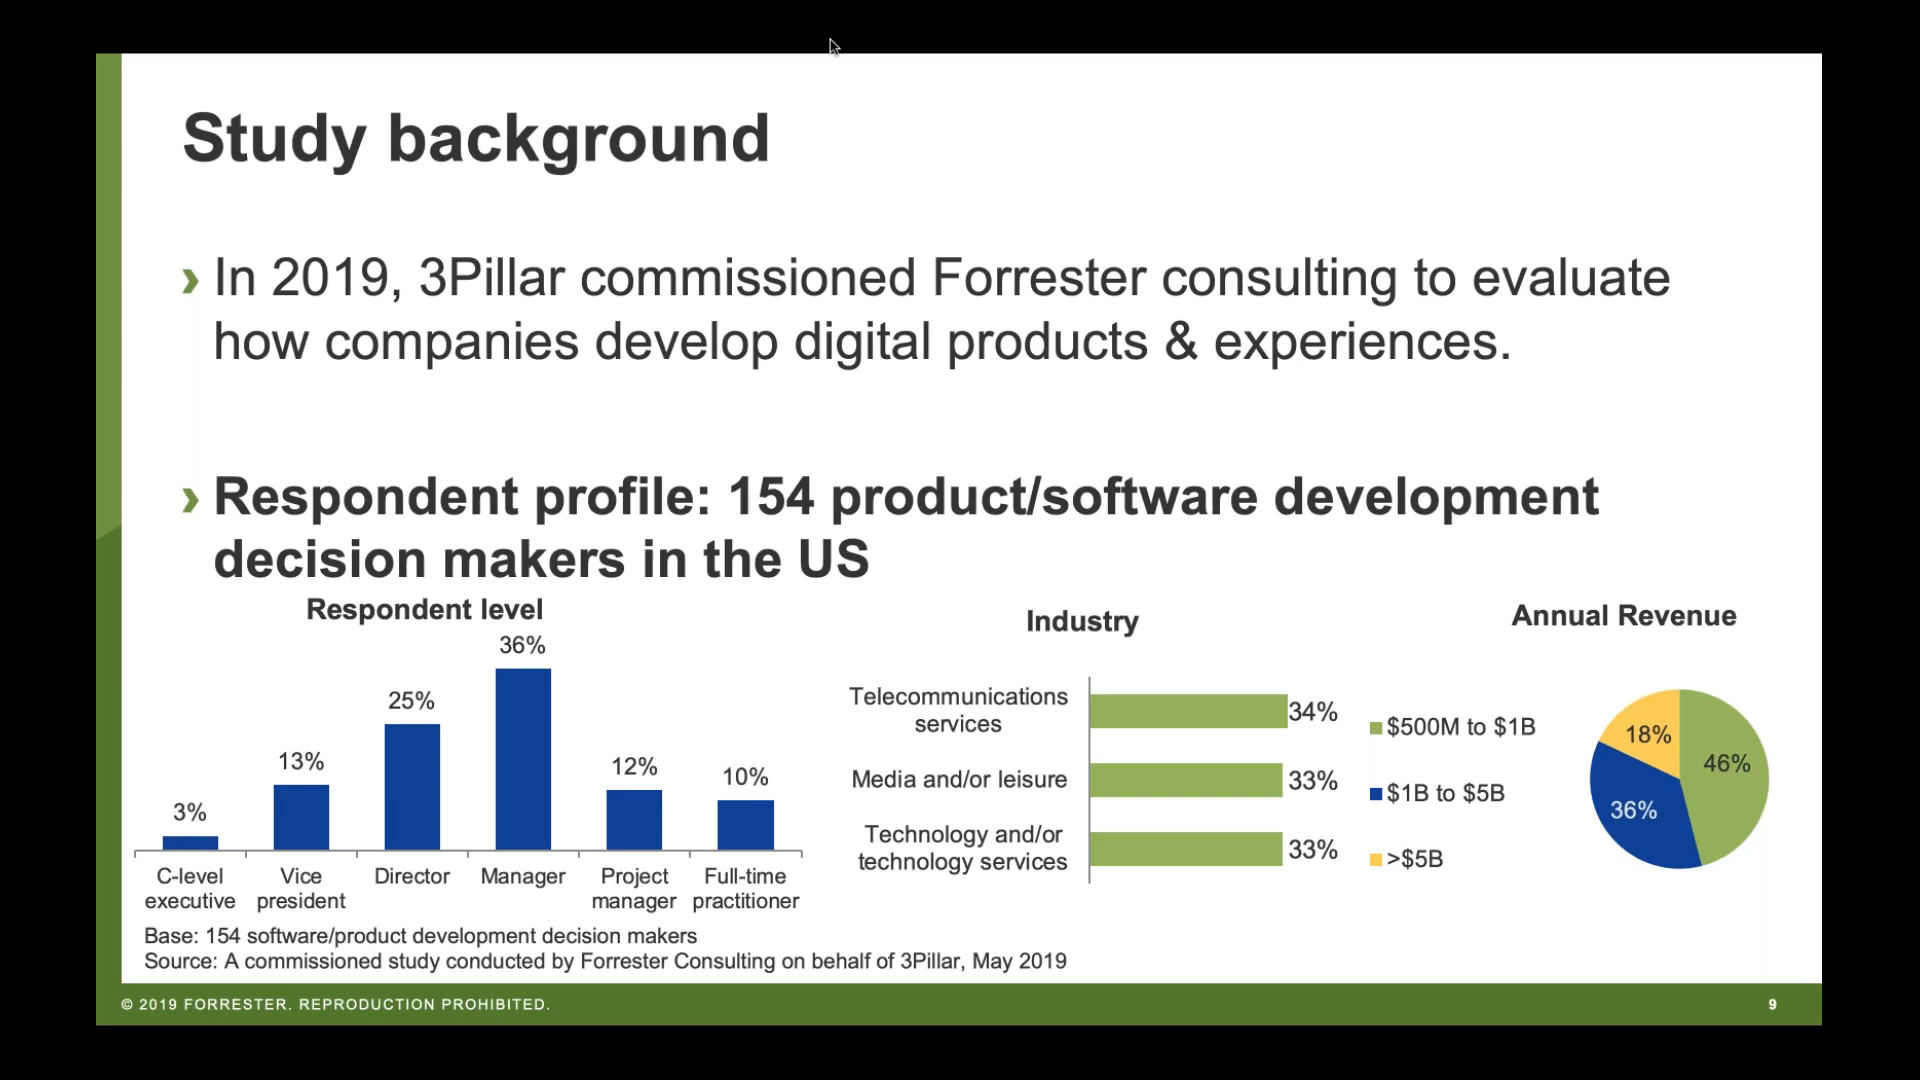 Study background
› In 2019, 3Pillar commissioned Forrester consulting to evaluate
how companies develop digital products & experiences.
› Respondent profile: 154 product/software development
decision makers in the US
Respondent level
36%
25%
13%
12%
10%
3%
C-level
executive
Vice
president
Director
Manager
Project
manager
Full-time
practitioner
Industry
Telecommunications
services
34%
Media and/or leisure
33%
Technology and/or
technology services
33%
Annual Revenue
$500M to $1B
$1B to $5B
>$5B
18%
46%
36%
Base: 154 software/product development decision makers
Source: A commissioned study conducted by Forrester Consulting on behalf of 3Pillar, May 2019
© 2019 FORRESTER. REPRODUCTION PROHIBITED.
9